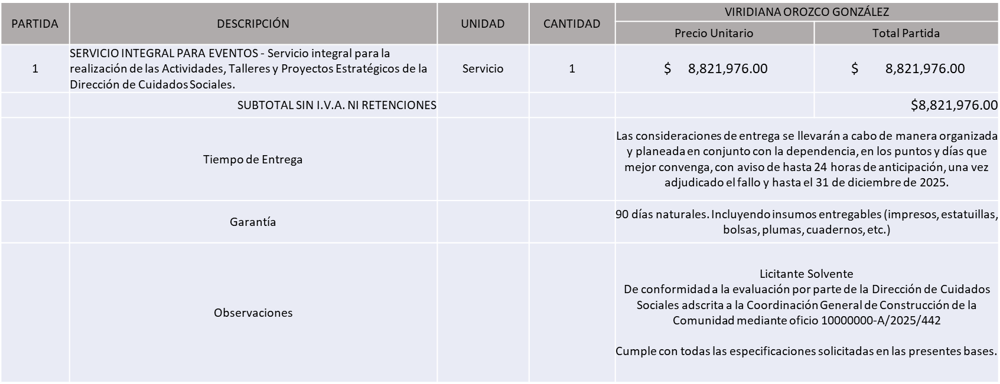 PARTIDA
DESCRIPCIÓN
UNIDAD
CANTIDAD
VIRIDIANA OROZCO GONZÁLEZ
Precio Unitario
Total Partida
1
SERVICIO INTEGRAL PARA EVENTOS - Servicio integral para la
realización de las Actividades, Talleres y Proyectos Estratégicos de la
Dirección de Cuidados Sociales.
Servicio
1
$ 8,821,976.00
$ 8,821,976.00
SUBTOTAL SIN I.V.A. NI RETENCIONES
$8,821,976.00
Tiempo de Entrega
Las consideraciones de entrega se llevarán a cabo de manera organizada
y planeada en conjunto con la dependencia, en los puntos y días que
mejor convenga, con aviso de hasta 24 horas de anticipación, una vez
adjudicado el fallo y hasta el 31 de diciembre de 2025.
Garantía
90 días naturales. Incluyendo insumos entregables (impresos, estatuillas,
bolsas, plumas, cuadernos, etc.)
Observaciones
Licitante Solvente
De conformidad a la evaluación por parte de la Dirección de Cuidados
Sociales adscrita a la Coordinación General de Construcción de la
Comunidad mediante oficio 10000000-A/2025/442
Cumple con todas las especificaciones solicitadas en las presentes bases.